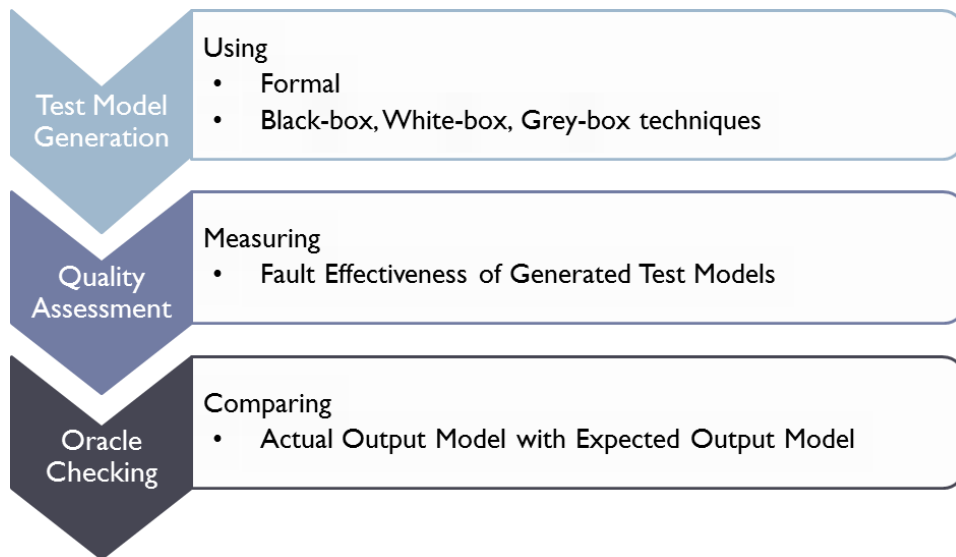 Test Model
Generation
Using
• Formal
• Black-box, White-box, Grey-box techniques
Quality
Assessment
Measuring
• Fault Effectiveness of Generated Test Models
Oracle
Checking
Comparing
• Actual Output Model with Expected Output Model